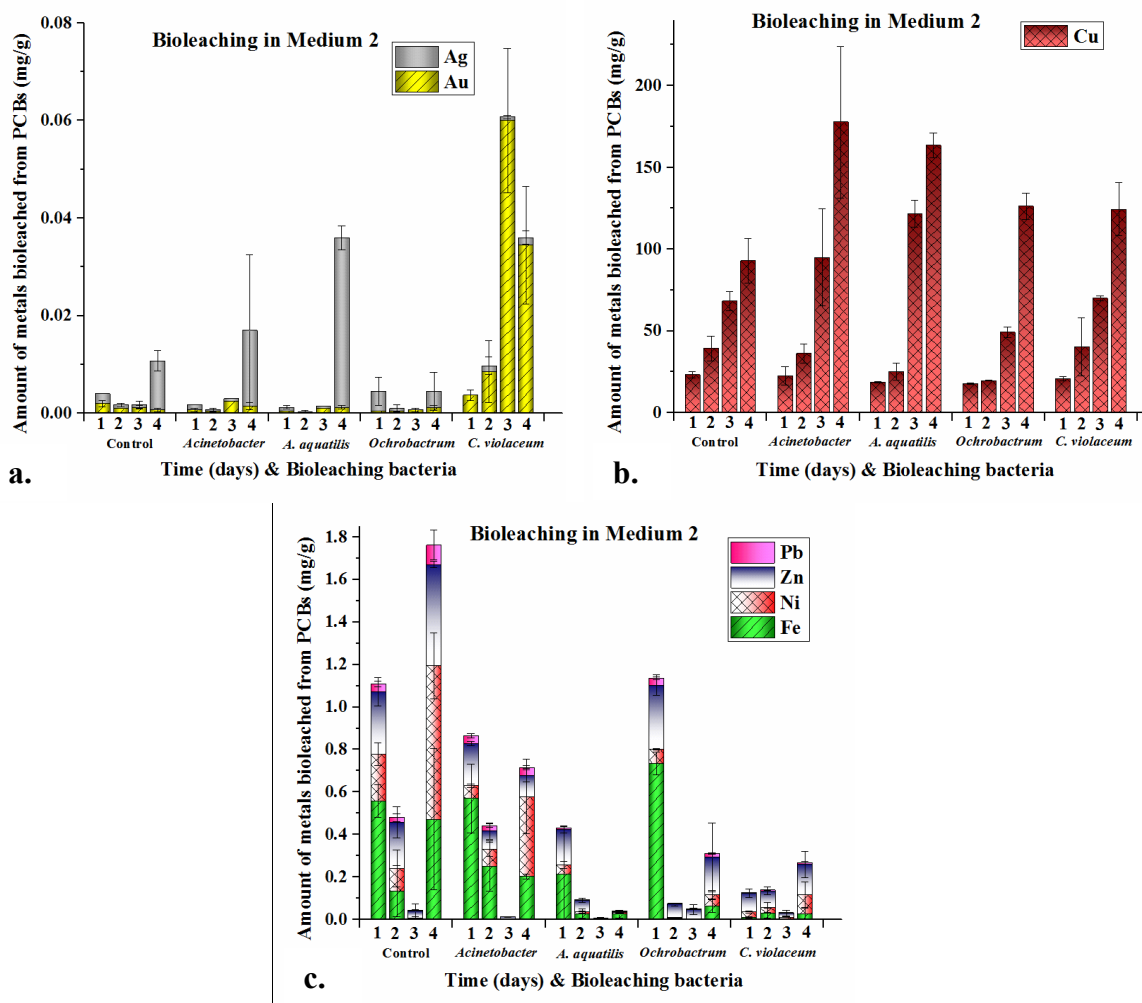 Bioleaching in Medium 2
Ag
Au
Amount of metals bioleached from PCBs (mg/g)
0.08
0.06
0.04
0.02
0.00
1 2 3 4 1 2 3 4 1 2 3 4 1 2 3 4 1 2 3 4
Control Acinetobacter A. aquatilis Ochrobactrum C. violaceum
Time (days) & Bioleaching bacteria
a.
Bioleaching in Medium 2
Cu
Amount of metals bioleached from PCBs (mg/g)
200
150
100
50
0
1 2 3 4 1 2 3 4 1 2 3 4 1 2 3 4 1 2 3 4
Control Acinetobacter A. aquatilis Ochrobactrum C. violaceum
Time (days) & Bioleaching bacteria
b.
Bioleaching in Medium 2
Pb
Zn
Ni
Fe
Amount of metals bioleached from PCBs (mg/g)
1.8
1.6
1.4
1.2
1.0
0.8
0.6
0.4
0.2
0.0
1 2 3 4 1 2 3 4 1 2 3 4 1 2 3 4 1 2 3 4
Control Acinetobacter A. aquatilis Ochrobactrum C. violaceum
Time (days) & Bioleaching bacteria
c.